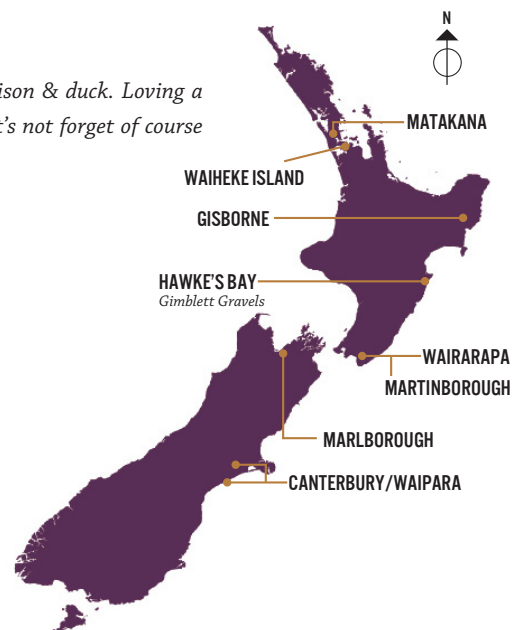 N
ison & duck. Loving a
t's not forget of course
MATAKANA
WAIHEKE ISLAND
GISBORNE
HAWKE'S BAY
Gimblett Gravels
WAIRARAPA
MARTINBOROUGH
MARLBOROUGH
CANTERBURY/WAIPARA